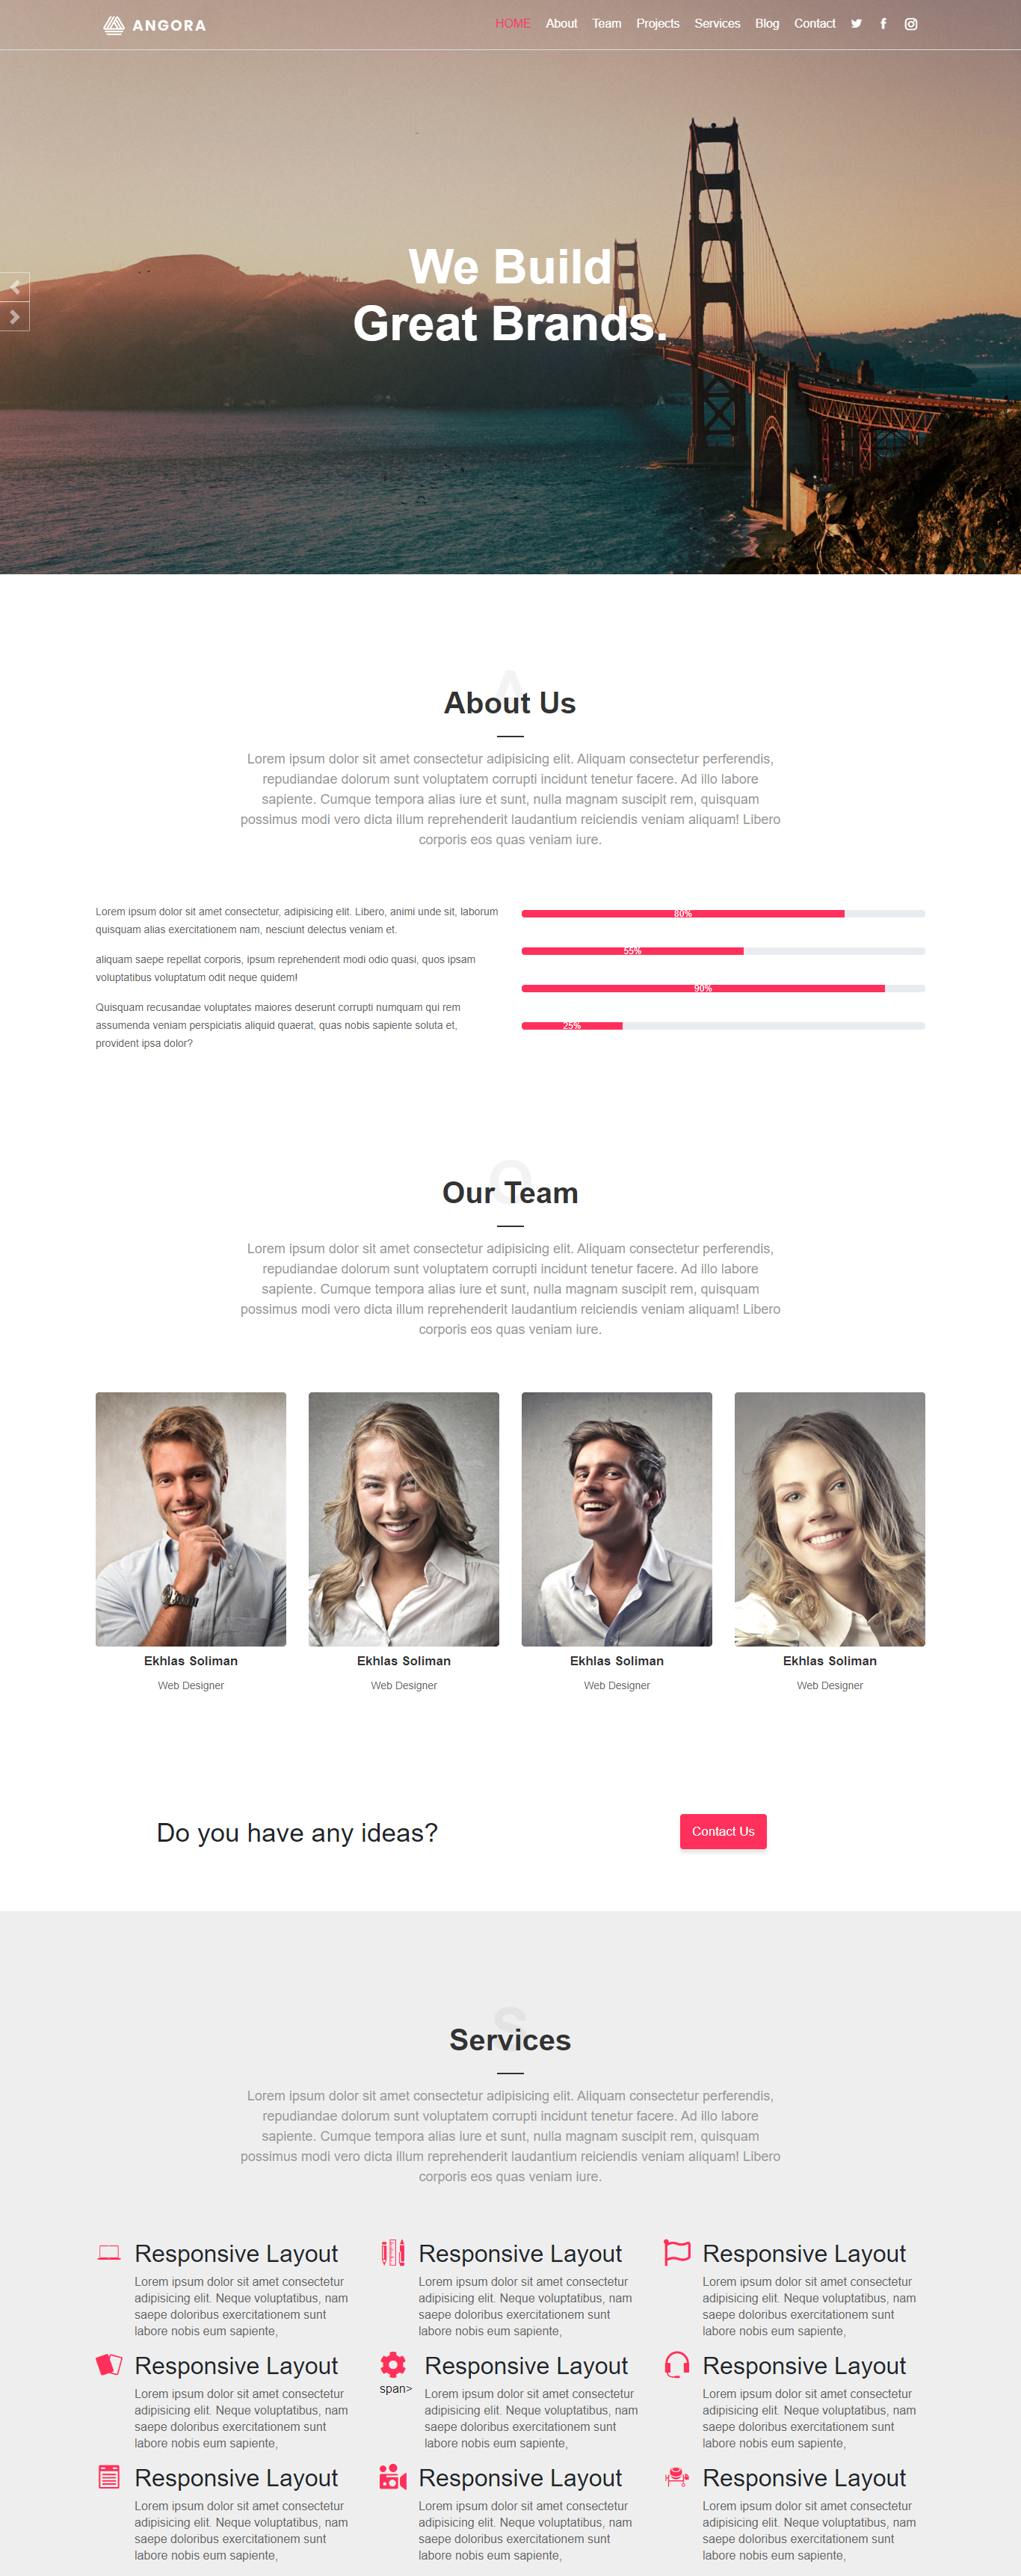 ANGORA
HOME About Team Projects Services Blog Contact
We Build
Great Brands.
A
About Us
Lorem ipsum dolor sit amet consectetur adipisicing elit. Aliquam consectetur perferendis,
repudiandae dolorum sunt voluptatem corrupti incidunt tenetur facere. Ad illo labore
sapiente. Cumque tempora alias iure et sunt, nulla magnam suscipit rem, quisquam
possimus modi vero dicta illum reprehenderit laudantium reiciendis veniam aliquam! Libero
corporis eos quas veniam iure.
Lorem ipsum dolor sit amet consectetur, adipisicing elit. Libero, animi unde sit, laborum
quisquam alias exercitationem nam, nesciunt delectus veniam et.
aliquam saepe repellat corporis, ipsum reprehenderit modi odio quasi, quos ipsam
voluptatibus voluptatum odit neque quidem!
Quisquam recusandae voluptates maiores deserunt corrupti numquam qui rem
assumenda veniam perspiciatis aliquid quaerat, quas nobis sapiente soluta et,
provident ipsa dolor?
80%
55%
90%
25%
O
Our Team
Lorem ipsum dolor sit amet consectetur adipisicing elit. Aliquam consectetur perferendis,
repudiandae dolorum sunt voluptatem corrupti incidunt tenetur facere. Ad illo labore
sapiente. Cumque tempora alias iure et sunt, nulla magnam suscipit rem, quisquam
possimus modi vero dicta illum reprehenderit laudantium reiciendis veniam aliquam! Libero
corporis eos quas veniam iure.
Ekhlas Soliman
Web Designer
Ekhlas Soliman
Web Designer
Ekhlas Soliman
Web Designer
Ekhlas Soliman
Web Designer
Do you have any ideas?
Contact Us
S
Services
Lorem ipsum dolor sit amet consectetur adipisicing elit. Aliquam consectetur perferendis,
repudiandae dolorum sunt voluptatem corrupti incidunt tenetur facere. Ad illo labore
sapiente. Cumque tempora alias iure et sunt, nulla magnam suscipit rem, quisquam
possimus modi vero dicta illum reprehenderit laudantium reiciendis veniam aliquam! Libero
corporis eos quas veniam iure.
Responsive Layout
Lorem ipsum dolor sit amet consectetur
adipisicing elit. Neque voluptatibus, nam
saepe doloribus exercitationem sunt
labore nobis eum sapiente,
Responsive Layout
Lorem ipsum dolor sit amet consectetur
adipisicing elit. Neque voluptatibus, nam
saepe doloribus exercitationem sunt
labore nobis eum sapiente,
Responsive Layout
Lorem ipsum dolor sit amet consectetur
adipisicing elit. Neque voluptatibus, nam
saepe doloribus exercitationem sunt
labore nobis eum sapiente,
Responsive Layout
Lorem ipsum dolor sit amet consectetur
adipisicing elit. Neque voluptatibus, nam
saepe doloribus exercitationem sunt
labore nobis eum sapiente,
span>
Responsive Layout
Lorem ipsum dolor sit amet consectetur
adipisicing elit. Neque voluptatibus, nam
saepe doloribus exercitationem sunt
labore nobis eum sapiente,
Responsive Layout
Lorem ipsum dolor sit amet consectetur
adipisicing elit. Neque voluptatibus, nam
saepe doloribus exercitationem sunt
labore nobis eum sapiente,
Responsive Layout
Lorem ipsum dolor sit amet consectetur
adipisicing elit. Neque voluptatibus, nam
saepe doloribus exercitationem sunt
labore nobis eum sapiente,
Responsive Layout
Lorem ipsum dolor sit amet consectetur
adipisicing elit. Neque voluptatibus, nam
saepe doloribus exercitationem sunt
labore nobis eum sapiente,
Responsive Layout
Lorem ipsum dolor sit amet consectetur
adipisicing elit. Neque voluptatibus, nam
saepe doloribus exercitationem sunt
labore nobis eum sapiente,